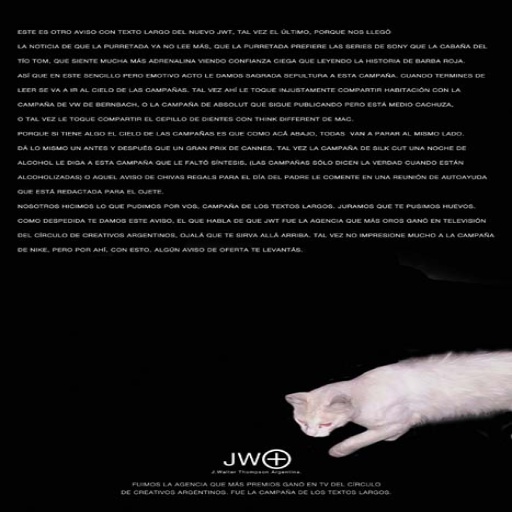 ESTE ES OTRO AVISO CON TEXTO LARGO DEL NUEVO JWT, TAL VEZ EL ÚLTIMO, PORQUE NOS LLEGÓ
LA NOTICIA DE QUE LA PURRETADA YA NO LEE MÁS, QUE LA PURRETADA PREFIERE LAS SERIES DE SONY QUE LA CABAÑA DEL
TÍO TOM, QUE SIENTE MUCHA MÁS ADRENALINA VIENDO CONFIANZA CIEGA QUE LEYENDO LA HISTORIA DE BARBA ROJA.
ASÍ QUE EN ESTE SENCILLO PERO EMOTIVO ACTO LE DAMOS SAGRADA SEPULTURA A ESTA CAMPAÑA. CUANDO TERMINES DE
LEER SE VA A IR AL CIELO DE LAS CAMPAÑAS. TAL VEZ AHÍ LE TOQUE INJUSTAMENTE COMPARTIR HABITACIÓN CON LA
CAMPAÑA DE VW DE BERNBACH, O LA CAMPAÑA DE ABSOLUT QUE SIGUE PUBLICANDO PERO ESTÁ MEDIO CACHUZA,
O TAL VEZ LE TOQUE COMPARTIR EL CEPILLO DE DIENTES CON THINK DIFFERENT DE MAC.
PORQUE SI TIENE ALGO EL CIELO DE LAS CAMPAÑAS ES QUE COMO ACÁ ABAJO, TODAS VAN A PARAR AL MISMO LADO.
DÁ LO MISMO UN ANTES Y DESPUÉS QUE UN GRAN PRIX DE CANNES. TAL VEZ LA CAMPAÑA DE SILK CUT UNA NOCHE DE
ALCOHOL LE DIGA A ESTA CAMPAÑA QUE LE FALTÓ SÍNTESIS, (LAS CAMPAÑAS SÓLO DICEN LA VERDAD CUANDO ESTÁN
ALCOHOLIZADAS) O AQUEL AVISO DE CHIVAS REGALS PARA EL DÍA DEL PADRE LE COMENTE EN UNA REUNIÓN DE AUTOAYUDA
QUE ESTÁ REDACTADA PARA EL OJETE.
NOSOTROS HICIMOS LO QUE PUDIMOS POR VOS, CAMPAÑA DE LOS TEXTOS LARGOS. JURAMOS QUE TE PUSIMOS HUEVOS.
COMO DESPEDIDA TE DAMOS ESTE AVISO, EL QUE HABLA DE QUE JWT FUE LA AGENCIA QUE MÁS OROS GANÓ EN TELEVISIÓN
DEL CÍRCULO DE CREATIVOS ARGENTINOS, OJALÁ QUE TE SIRVA ALLÁ ARRIBA. TAL VEZ NO IMPRESIONE MUCHO A LA CAMPAÑA
DE NIKE, PERO POR AHÍ, CON ESTO, ALGÚN AVISO DE OFERTA TE LEVANTÁS.
JW
J.Walter Thompson Argentina.
FUIMOS LA AGENCIA QUE MÁS PREMIOS GANÓ EN TV DEL CÍRCULO
DE CREATIVOS ARGENTINOS. FUE LA CAMPAÑA DE LOS TEXTOS LARGOS.